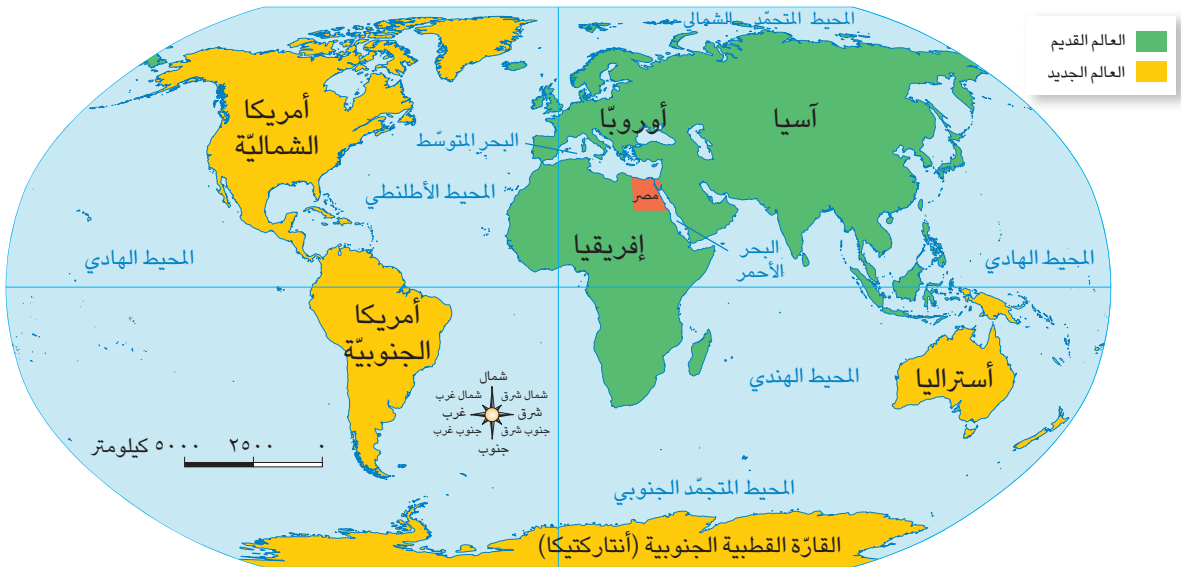 المحيط المتجمّد الشمالي
العالم القديم
العالم الجديد
أمريكا
الشماليّة
أوروبّا
آسيا
البحر المتوسّط
المحيط الأطلنطي
مصر
إفريقيا
البحر
الأحمر
المحيط الهادي
المحيط الهادي
أمريكا
الجنوبيّة
المحيط الهندي
أستراليا
شمال
شمال شرق
شمال غرب
شرق
غرب
جنوب شرق
جنوب غرب
جنوب
٠ ٢٥٠٠ ٥٠٠٠ كيلومتر
المحيط المتجمّد الجنوبي
القارّة القطبية الجنوبية (أنتاركتيكا)